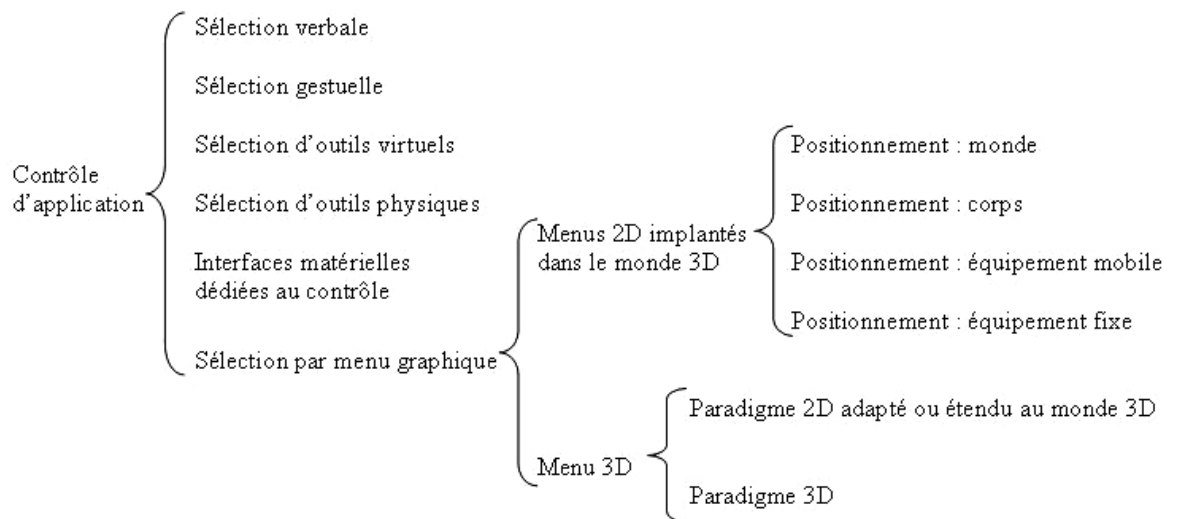 Contrôle
d'application
Sélection verbale
Sélection gestuelle
Sélection d'outils virtuels
Sélection d'outils physiques
Interfaces matérielles
dédiées au contrôle
Sélection par menu graphique
Menus 2D implantés
dans le monde 3D
Positionnement : monde
Positionnement : corps
Positionnement : équipement mobile
Positionnement : équipement fixe
Menu 3D
Paradigme 2D adapté ou étendu au monde 3D
Paradigme 3D